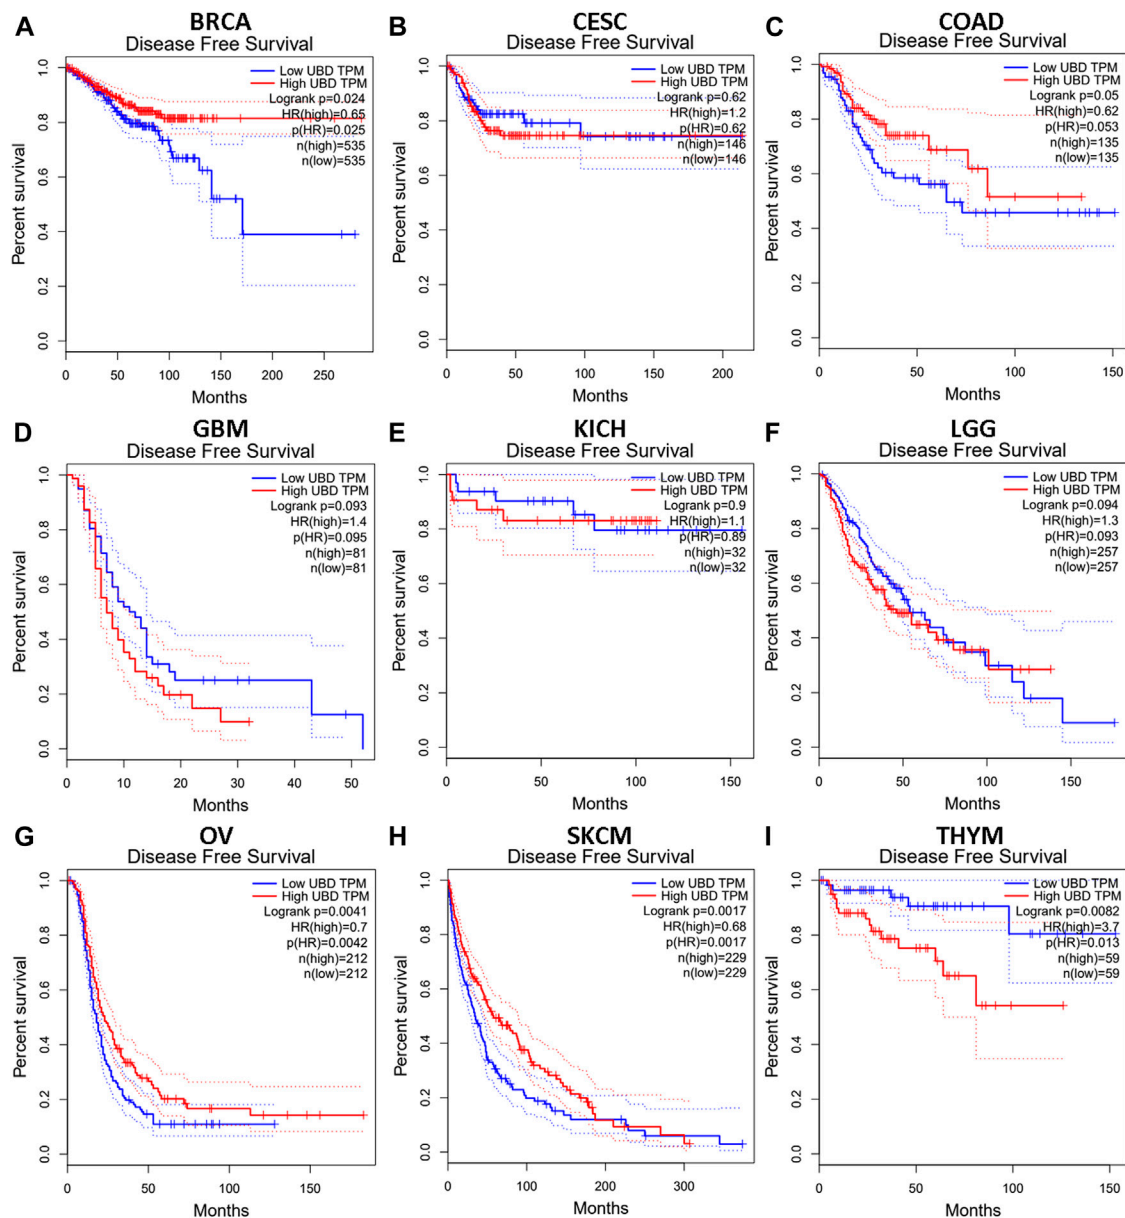 A
BRCA
Disease Free Survival
Low UBD TPM
High UBD TPM
Logrank p=0.024
HR(high)=0.65
p(HR)=0.025
n(high)=535
n(low)=535
Percent survival
0.0
0.2
0.4
0.6
0.8
1.0
0 50 100 150 200 250
Months
B
CESC
Disease Free Survival
Low UBD TPM
High UBD TPM
Logrank p=0.62
HR(high)=1.2
p(HR)=0.62
n(high)=146
n(low)=146
Percent survival
0.0
0.2
0.4
0.6
0.8
1.0
0 50 100 150 200
Months
C
COAD
Disease Free Survival
Low UBD TPM
High UBD TPM
Logrank p=0.05
HR(high)=0.62
p(HR)=0.053
n(high)=135
n(low)=135
Percent survival
0.0
0.2
0.4
0.6
0.8
1.0
0 50 100 150
Months
D
GBM
Disease Free Survival
Low UBD TPM
High UBD TPM
Logrank p=0.093
HR(high)=1.4
p(HR)=0.095
n(high)=81
n(low)=81
Percent survival
0.0
0.2
0.4
0.6
0.8
1.0
0 10 20 30 40 50
Months
E
KICH
Disease Free Survival
Low UBD TPM
High UBD TPM
Logrank p=0.9
HR(high)=1.1
p(HR)=0.89
n(high)=32
n(low)=32
Percent survival
0.0
0.2
0.4
0.6
0.8
1.0
0 50 100 150
Months
F
LGG
Disease Free Survival
Low UBD TPM
High UBD TPM
Logrank p=0.094
HR(high)=1.3
p(HR)=0.093
n(high)=257
n(low)=257
Percent survival
0.0
0.2
0.4
0.6
0.8
1.0
0 50 100 150
Months
G
OV
Disease Free Survival
Low UBD TPM
High UBD TPM
Logrank p=0.0041
HR(high)=0.7
p(HR)=0.0042
n(high)=212
n(low)=212
Percent survival
0.0
0.2
0.4
0.6
0.8
1.0
0 50 100 150
Months
H
SKCM
Disease Free Survival
Low UBD TPM
High UBD TPM
Logrank p=0.0017
HR(high)=0.68
p(HR)=0.0017
n(high)=229
n(low)=229
Percent survival
0.0
0.2
0.4
0.6
0.8
1.0
0 100 200 300
Months
I
THYM
Disease Free Survival
Low UBD TPM
High UBD TPM
Logrank p=0.0082
HR(high)=3.7
p(HR)=0.013
n(high)=59
n(low)=59
Percent survival
0.0
0.2
0.4
0.6
0.8
1.0
0 50 100 150
Months